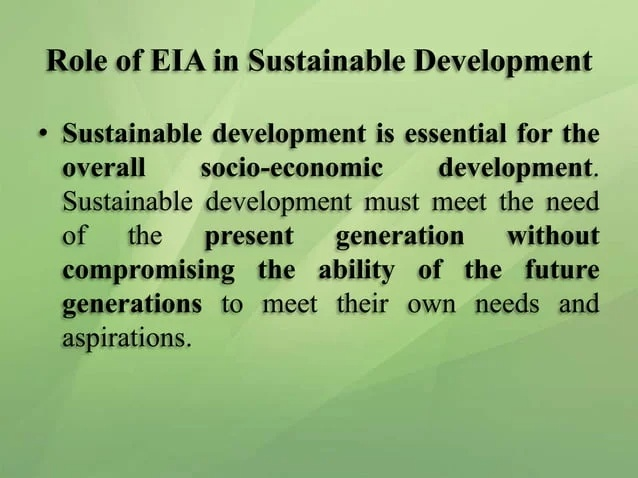 Role of EIA in Sustainable Development
• Sustainable development is essential for the
overall socio-economic development.
Sustainable development must meet the need
of the present generation without
compromising the ability of the future
generations to meet their own needs and
aspirations.